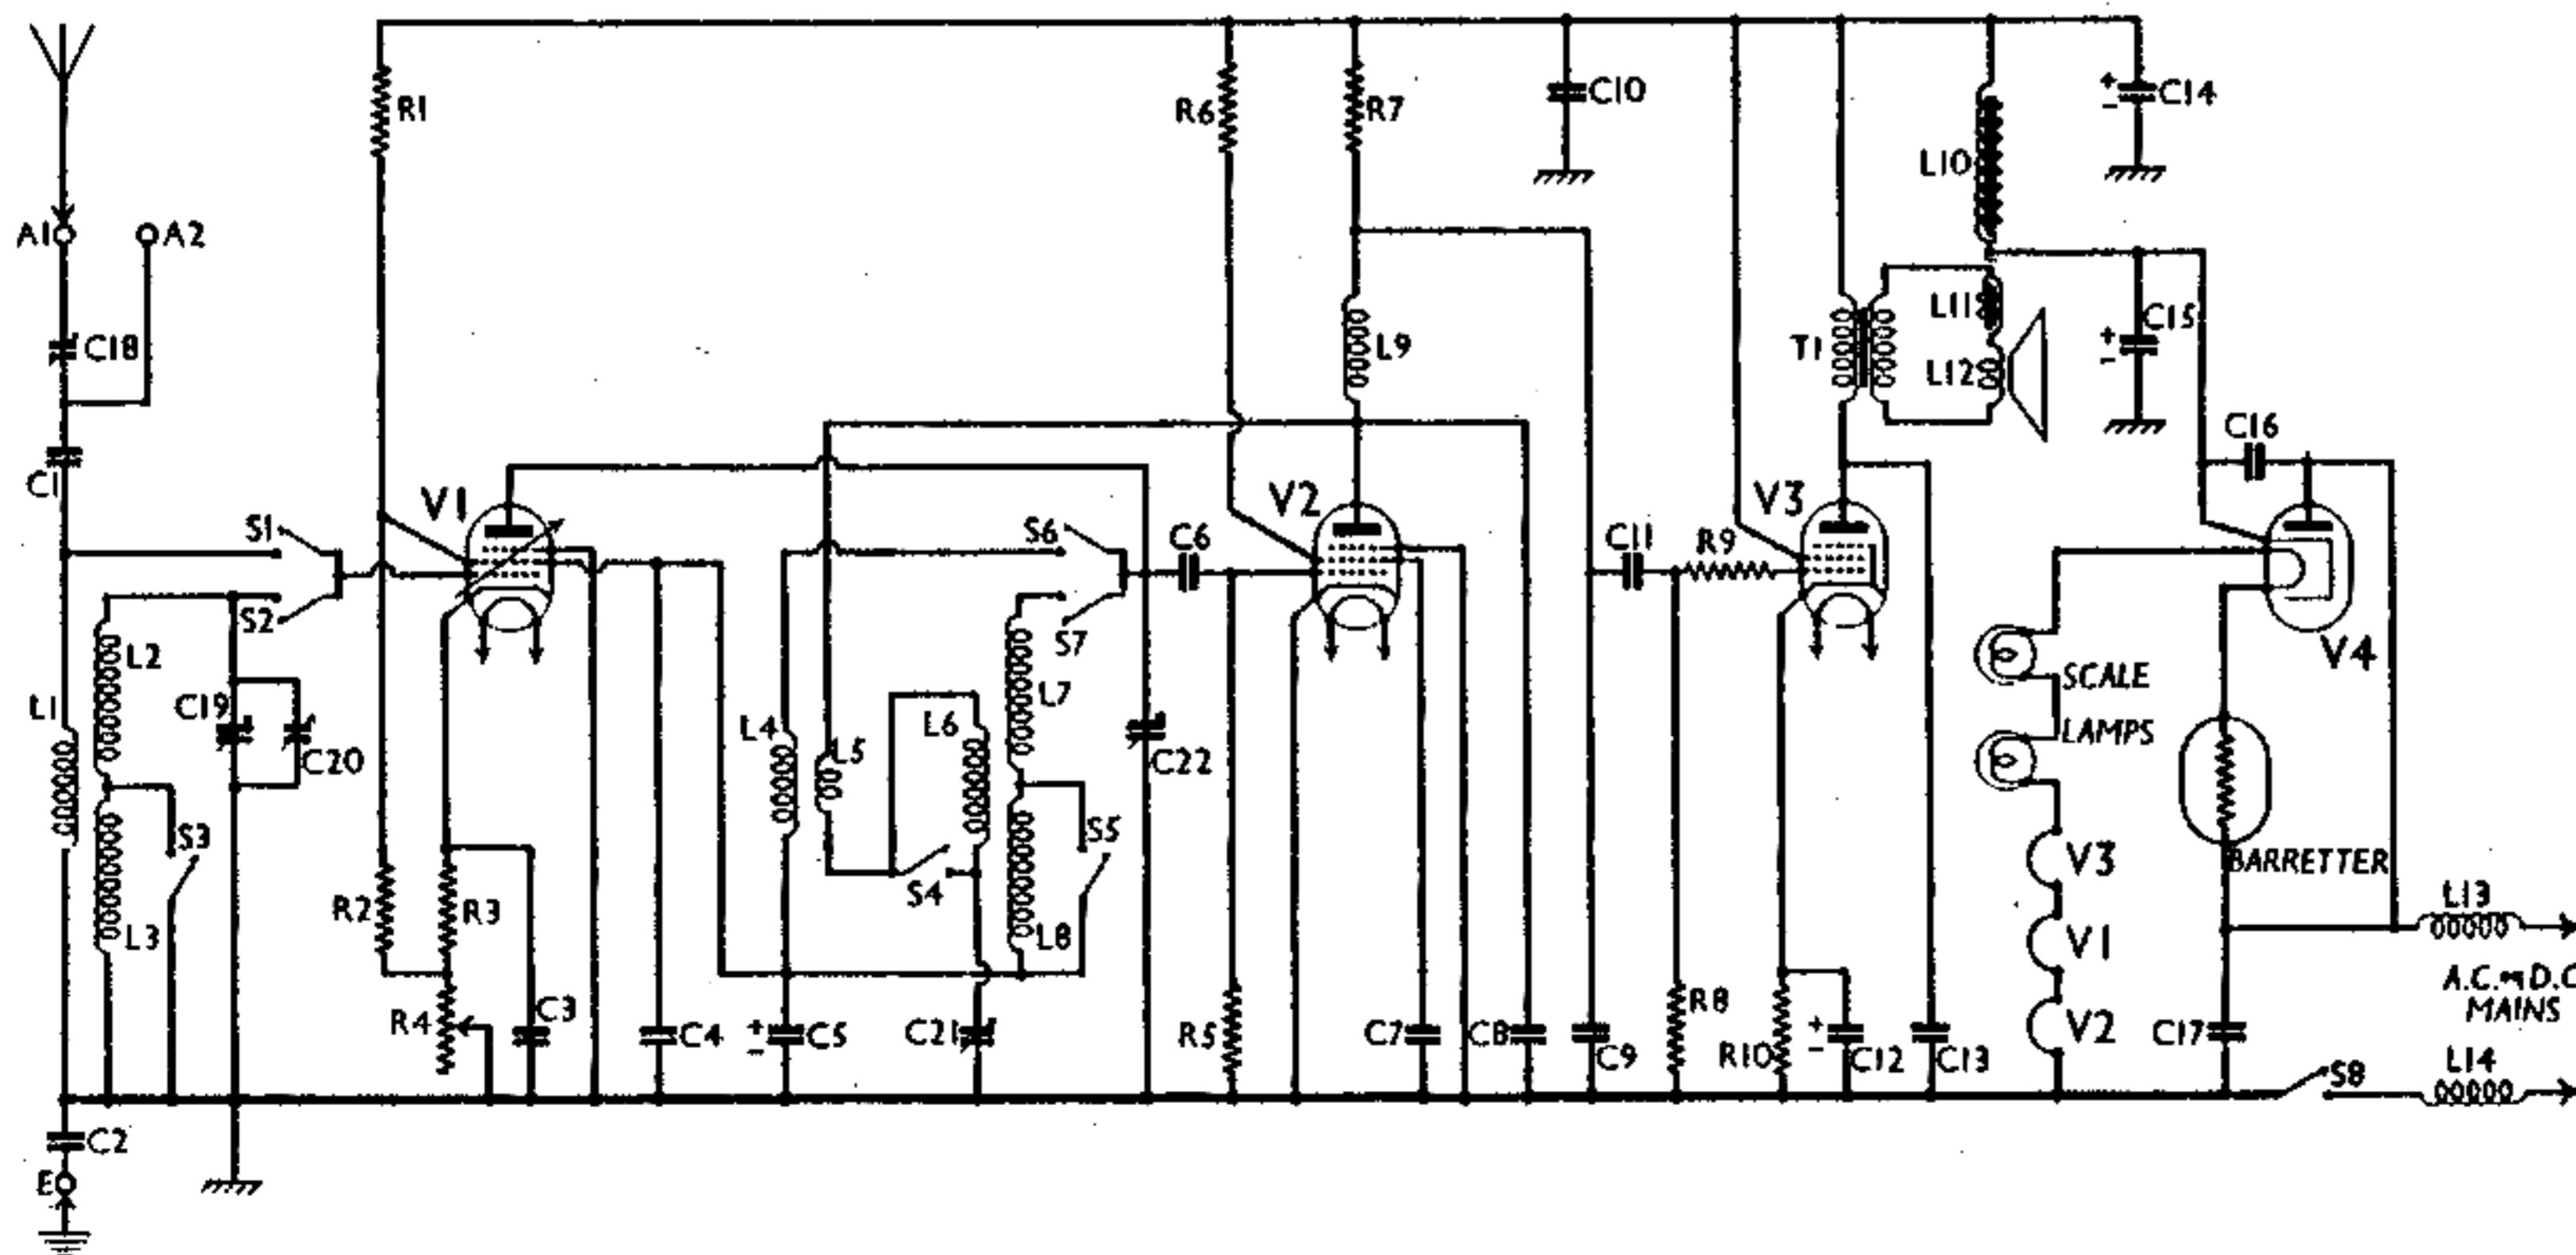 R1
R6
R7
C10
+
-
C14
L10
A1
A2
C18
L9
T1
L11
L12
+
-
C15
C1
C16
V1
V2
V3
V4
S1
S2
S6
S7
C6
C11
R9
L2
L1
C19
C20
L3
S3
L4
L5
L6
L7
C22
SCALE
LAMPS
S5
S4
L8
V3
V1
V2
BARRETTER
L13
R2
R3
R4
C3
C4
+
-
C5
C21
R5
C7
C8
C9
R8
R10
+
-
C12
C13
C17
A.C. or D.C
MAINS
L14
S8
C2
E